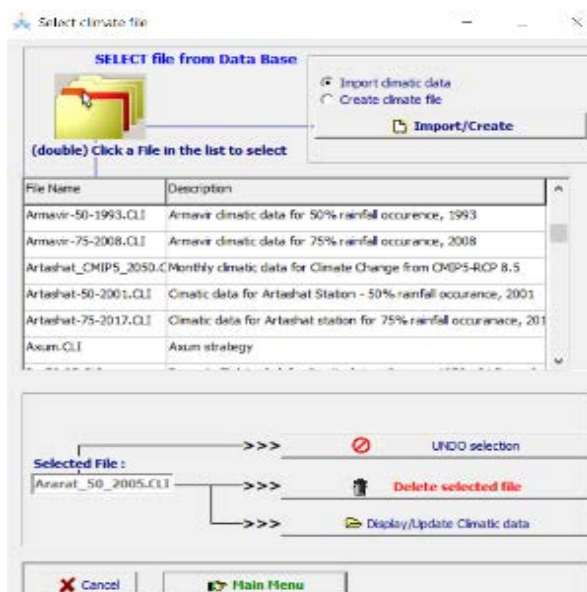 Select climate file
SELECT file from Data Base
Import climatic data
Create climate file
Import/Create
(double) Click a File in the list to select
File Name Description
Armavir-50-1993.CLI Armavir climatic data for 50% rainfall occurence, 1993
Armavir-75-2008.CLI Armavir climatic data for 75% rainfall occurance, 2008
Artashat_CMIP5_2050.C Monthly climatic data for Climate Change from CMIP5-RCP 8.5
Artashat-50-2001.CLI Cimatic data for Artashat Station - 50% rainfall occurance, 2001
Artashat-75-2017.CLI Climatic data for Artashat station for 75% rainfall occuranace, 201
Axum.CLI Axum strategy
>>> UNDO selection
Selected File :
Ararat_50_2005.CLI >>> Delete selected file
>>> Display/Update Climatic data
Cancel Main Menu